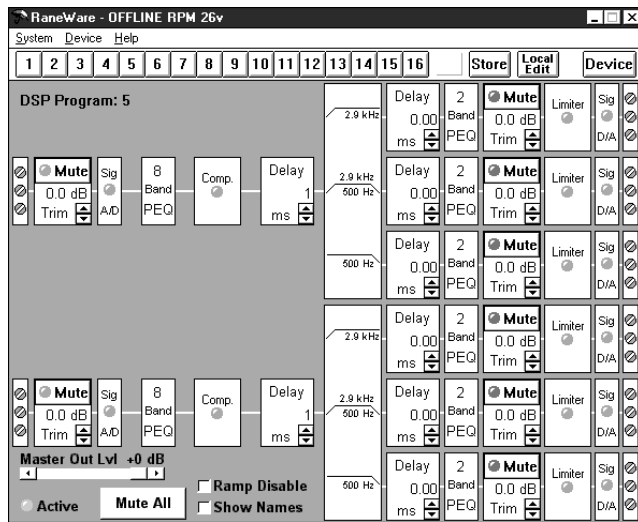 RaneWare - OFFLINE RPM 26v
System Device Help
1 2 3 4 5 6 7 8 9 10 11 12 13 14 15 16 Store Local Edit Device
DSP Program: 5
2.9 kHz
Delay 0.00 ms
2 Band PEQ
Mute 0.0 dB Trim
Limiter
Sig D/A
Mute 0.0 dB Trim
Sig A/D
8 Band PEQ
Comp.
Delay 1 ms
2.9 kHz
500 Hz
Delay 0.00 ms
2 Band PEQ
Mute 0.0 dB Trim
Limiter
Sig D/A
500 Hz
Delay 0.00 ms
2 Band PEQ
Mute 0.0 dB Trim
Limiter
Sig D/A
2.9 kHz
Delay 0.00 ms
2 Band PEQ
Mute 0.0 dB Trim
Limiter
Sig D/A
Mute 0.0 dB Trim
Sig A/D
8 Band PEQ
Comp.
Delay 1 ms
2.9 kHz
500 Hz
Delay 0.00 ms
2 Band PEQ
Mute 0.0 dB Trim
Limiter
Sig D/A
500 Hz
Delay 0.00 ms
2 Band PEQ
Mute 0.0 dB Trim
Limiter
Sig D/A
Master Out Lvl +0 dB
Active
Mute All
Ramp Disable
Show Names